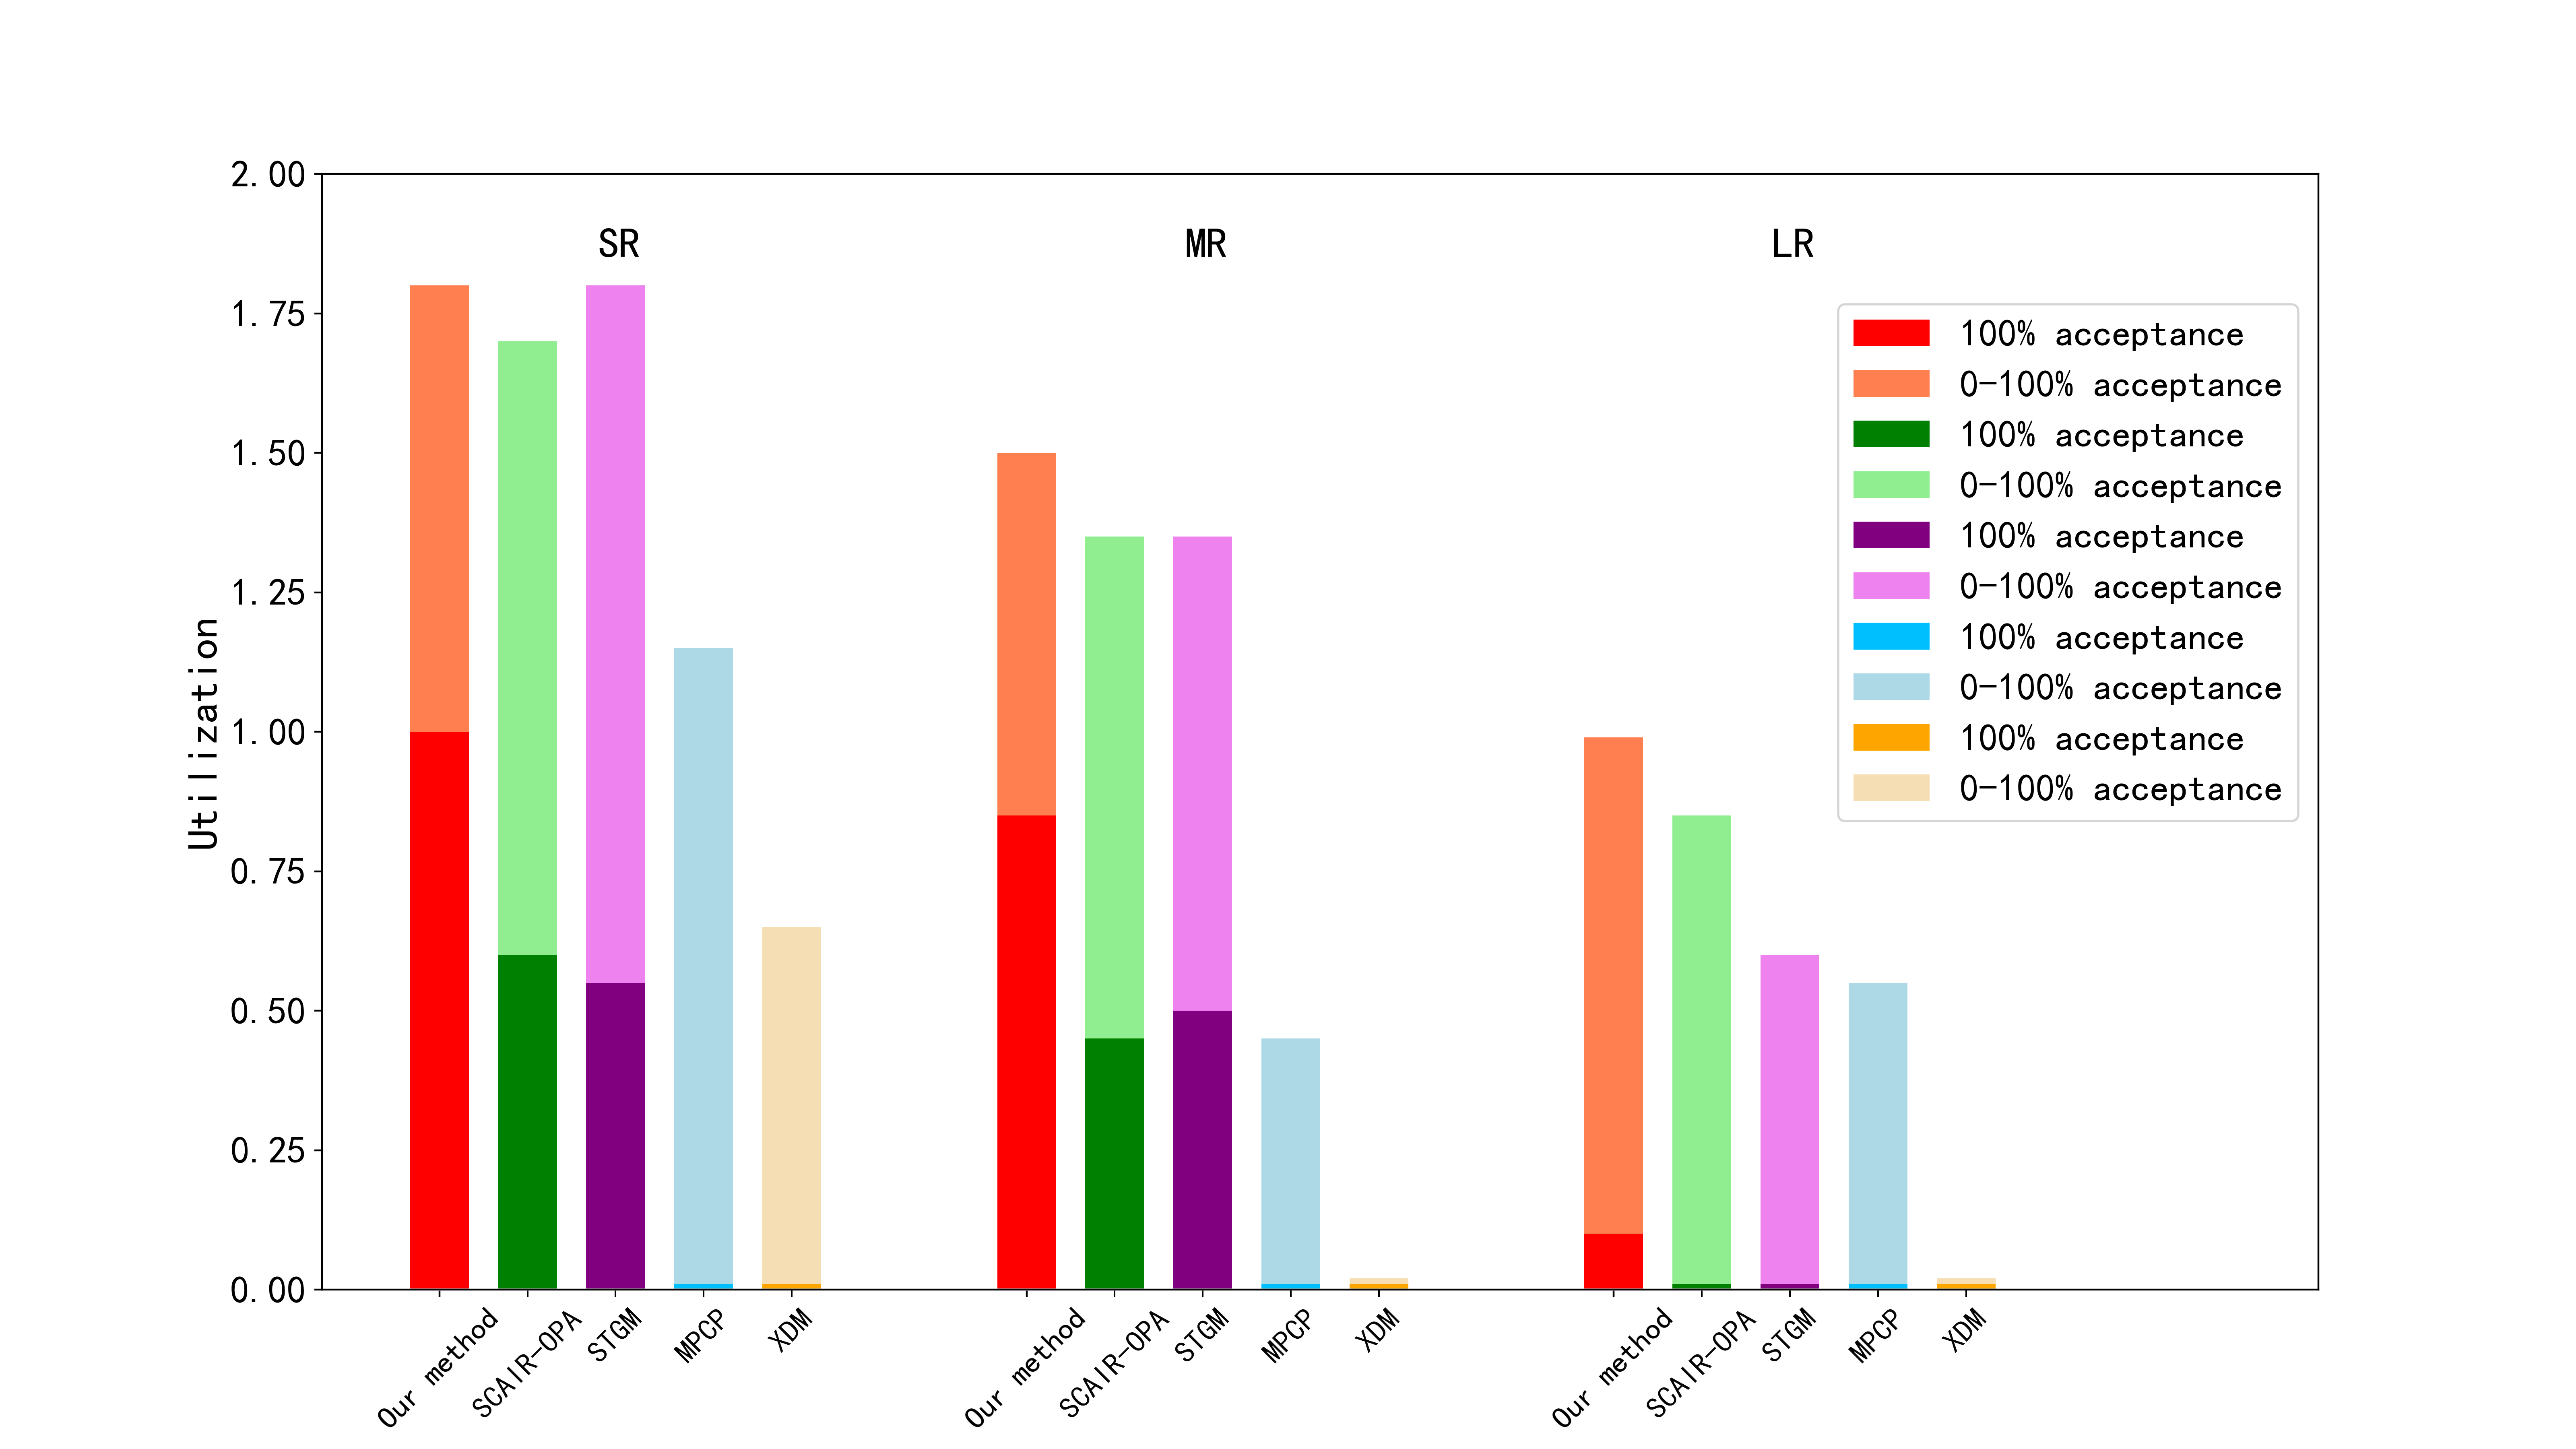 SR
MR
LR
2.00
1.75
1.50
1.25
1.00
0.75
0.50
0.25
0.00
Utilization
100% acceptance
0-100% acceptance
100% acceptance
0-100% acceptance
100% acceptance
0-100% acceptance
100% acceptance
0-100% acceptance
100% acceptance
0-100% acceptance
Our method
SCAIR-OPA
STGM
MPCP
XDM
Our method
SCAIR-OPA
STGM
MPCP
XDM
Our method
SCAIR-OPA
STGM
MPCP
XDM